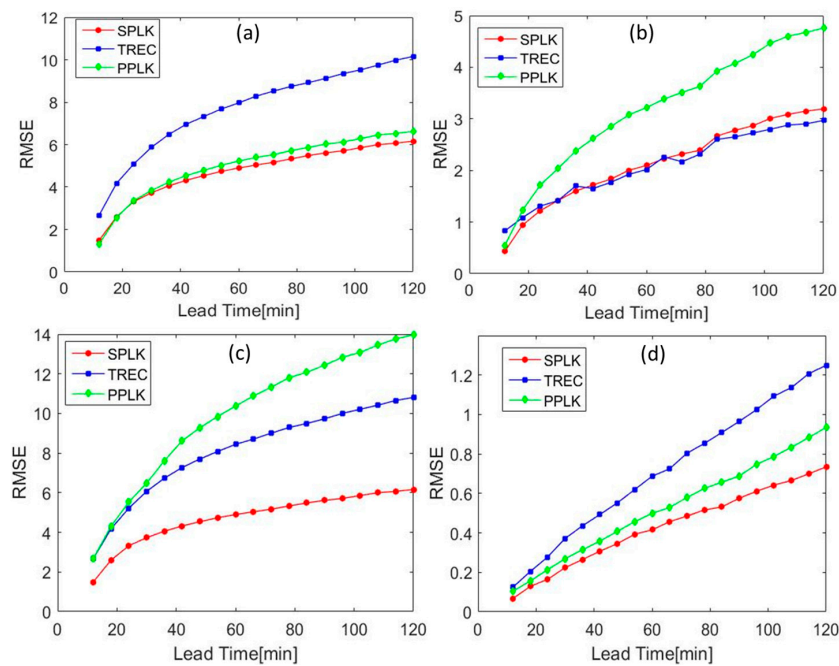 (a)
SPLK
TREC
PPLK
RMSE
12
10
8
6
4
2
0
0 20 40 60 80 100 120
Lead Time[min]
(b)
SPLK
TREC
PPLK
RMSE
5
4
3
2
1
0
0 20 40 60 80 100 120
Lead Time[min]
(c)
SPLK
TREC
PPLK
RMSE
14
12
10
8
6
4
2
0
0 20 40 60 80 100 120
Lead Time[min]
(d)
SPLK
TREC
PPLK
RMSE
1.2
1
0.8
0.6
0.4
0.2
0
0 20 40 60 80 100 120
Lead Time[min]